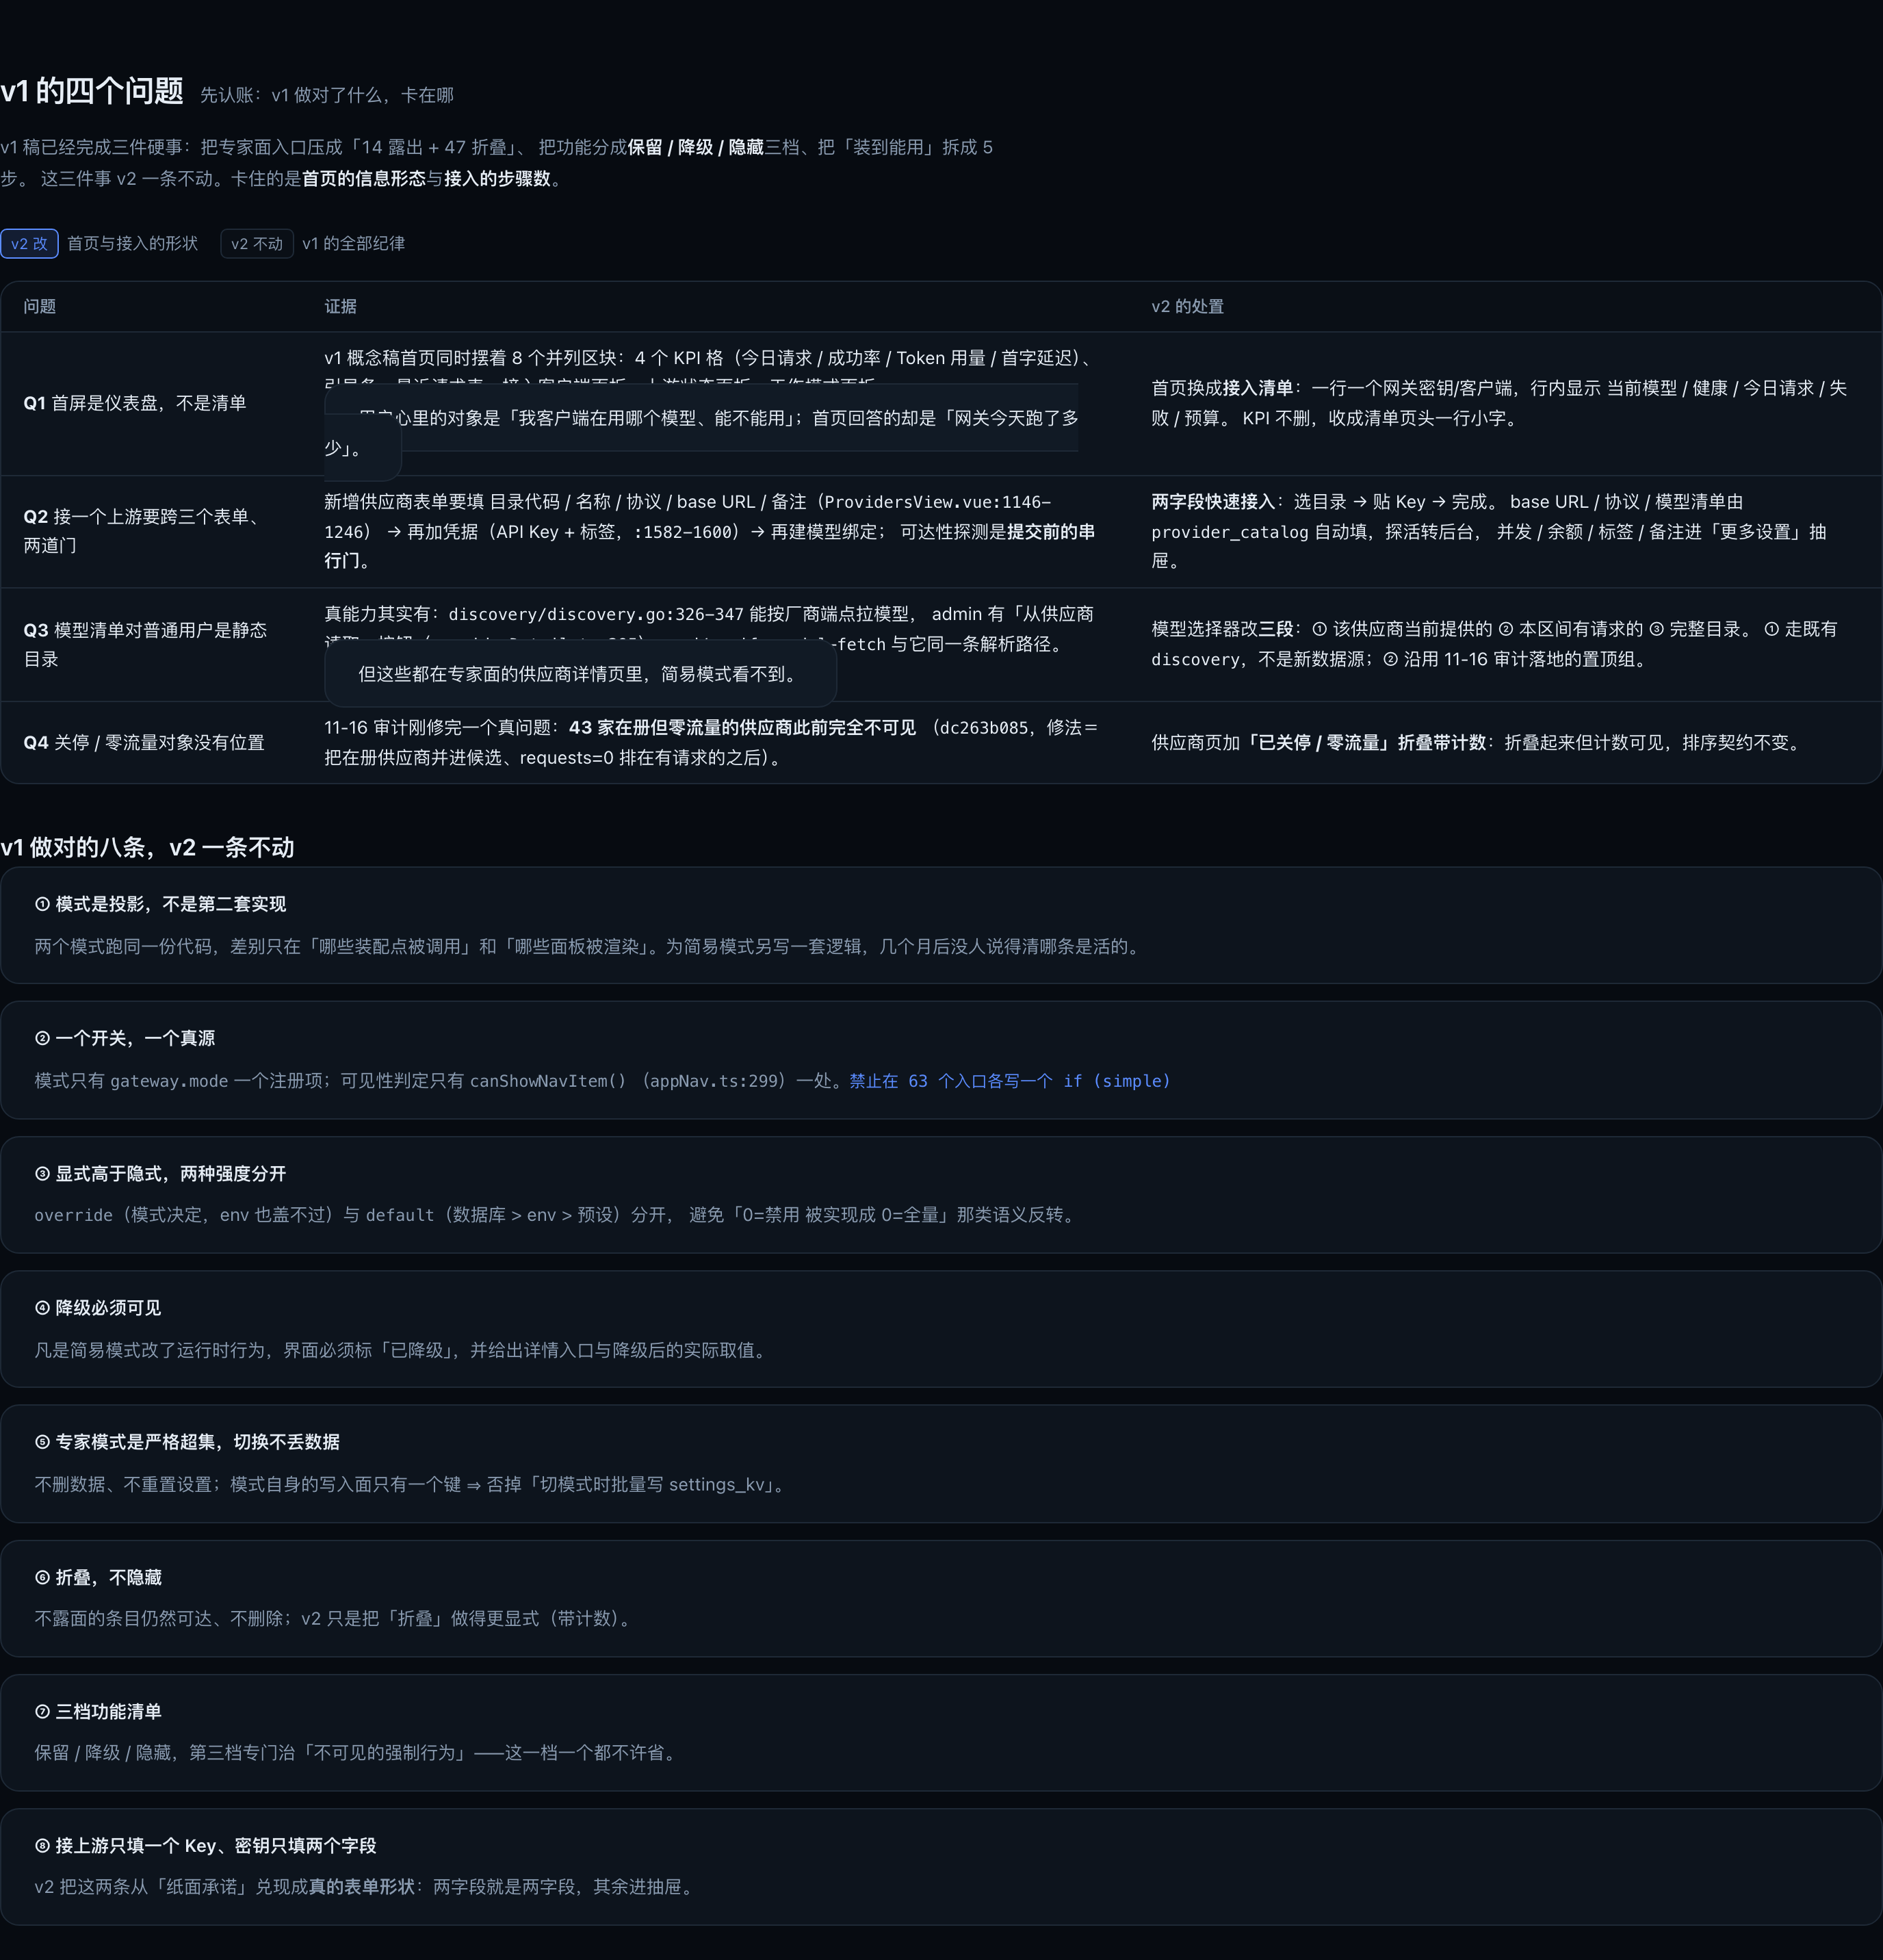 v1 的四个问题 先认账：v1 做对了什么，卡在哪
v1 稿已经完成三件硬事：把专家面入口压成「14 露出 + 47 折叠」、 把功能分成保留 / 降级 / 隐藏三档、把「装到能用」拆成 5
步。 这三件事 v2 一条不动。卡住的是首页的信息形态与接入的步骤数。
v2 改 首页与接入的形状 v2 不动 v1 的全部纪律
问题 证据 v2 的处置
Q1 首屏是仪表盘，不是清单
v1 概念稿首页同时摆着 8 个并列区块：4 个 KPI 格（今日请求 / 成功率 / Token 用量 / 首字延迟）、
心里的对象是「我客户端在用哪个模型、能不能用」；首页回答的却是「网关今天跑了多
少」。
首页换成接入清单：一行一个网关密钥/客户端，行内显示 当前模型 / 健康 / 今日请求 / 失
败 / 预算。 KPI 不删，收成清单页头一行小字。
Q2 接一个上游要跨三个表单、
两道门
新增供应商表单要填 目录代码 / 名称 / 协议 / base URL / 备注（ProvidersView.vue:1146–
1246） → 再加凭据（API Key + 标签，:1582–1600）→ 再建模型绑定； 可达性探测是提交前的串
行门。
两字段快速接入：选目录 → 贴 Key → 完成。 base URL / 协议 / 模型清单由
provider_catalog 自动填，探活转后台， 并发 / 余额 / 标签 / 备注进「更多设置」抽
屉。
Q3 模型清单对普通用户是静态
目录
真能力其实有：discovery/discovery.go:326–347 能按厂商端点拉模型， admin 有「从供应商
-fetch 与它同一条解析路径。
但这些都在专家面的供应商详情页里，简易模式看不到。
模型选择器改三段：① 该供应商当前提供的 ② 本区间有请求的 ③ 完整目录。 ① 走既有
discovery，不是新数据源；② 沿用 11-16 审计落地的置顶组。
Q4 关停 / 零流量对象没有位置
11-16 审计刚修完一个真问题：43 家在册但零流量的供应商此前完全不可见 （dc263b085，修法＝
把在册供应商并进候选、requests=0 排在有请求的之后）。
供应商页加「已关停 / 零流量」折叠带计数：折叠起来但计数可见，排序契约不变。
v1 做对的八条，v2 一条不动
① 模式是投影，不是第二套实现
两个模式跑同一份代码，差别只在「哪些装配点被调用」和「哪些面板被渲染」。为简易模式另写一套逻辑，几个月后没人说得清哪条是活的。
② 一个开关，一个真源
模式只有 gateway.mode 一个注册项；可见性判定只有 canShowNavItem() （appNav.ts:299）一处。禁止在 63 个入口各写一个 if (simple)
③ 显式高于隐式，两种强度分开
override（模式决定，env 也盖不过）与 default（数据库 > env > 预设）分开， 避免「0=禁用 被实现成 0=全量」那类语义反转。
④ 降级必须可见
凡是简易模式改了运行时行为，界面必须标「已降级」，并给出详情入口与降级后的实际取值。
⑤ 专家模式是严格超集，切换不丢数据
不删数据、不重置设置；模式自身的写入面只有一个键 ⇒ 否掉「切模式时批量写 settings_kv」。
⑥ 折叠，不隐藏
不露面的条目仍然可达、不删除；v2 只是把「折叠」做得更显式（带计数）。
⑦ 三档功能清单
保留 / 降级 / 隐藏，第三档专门治「不可见的强制行为」——这一档一个都不许省。
⑧ 接上游只填一个 Key、密钥只填两个字段
v2 把这两条从「纸面承诺」兑现成真的表单形状：两字段就是两字段，其余进抽屉。